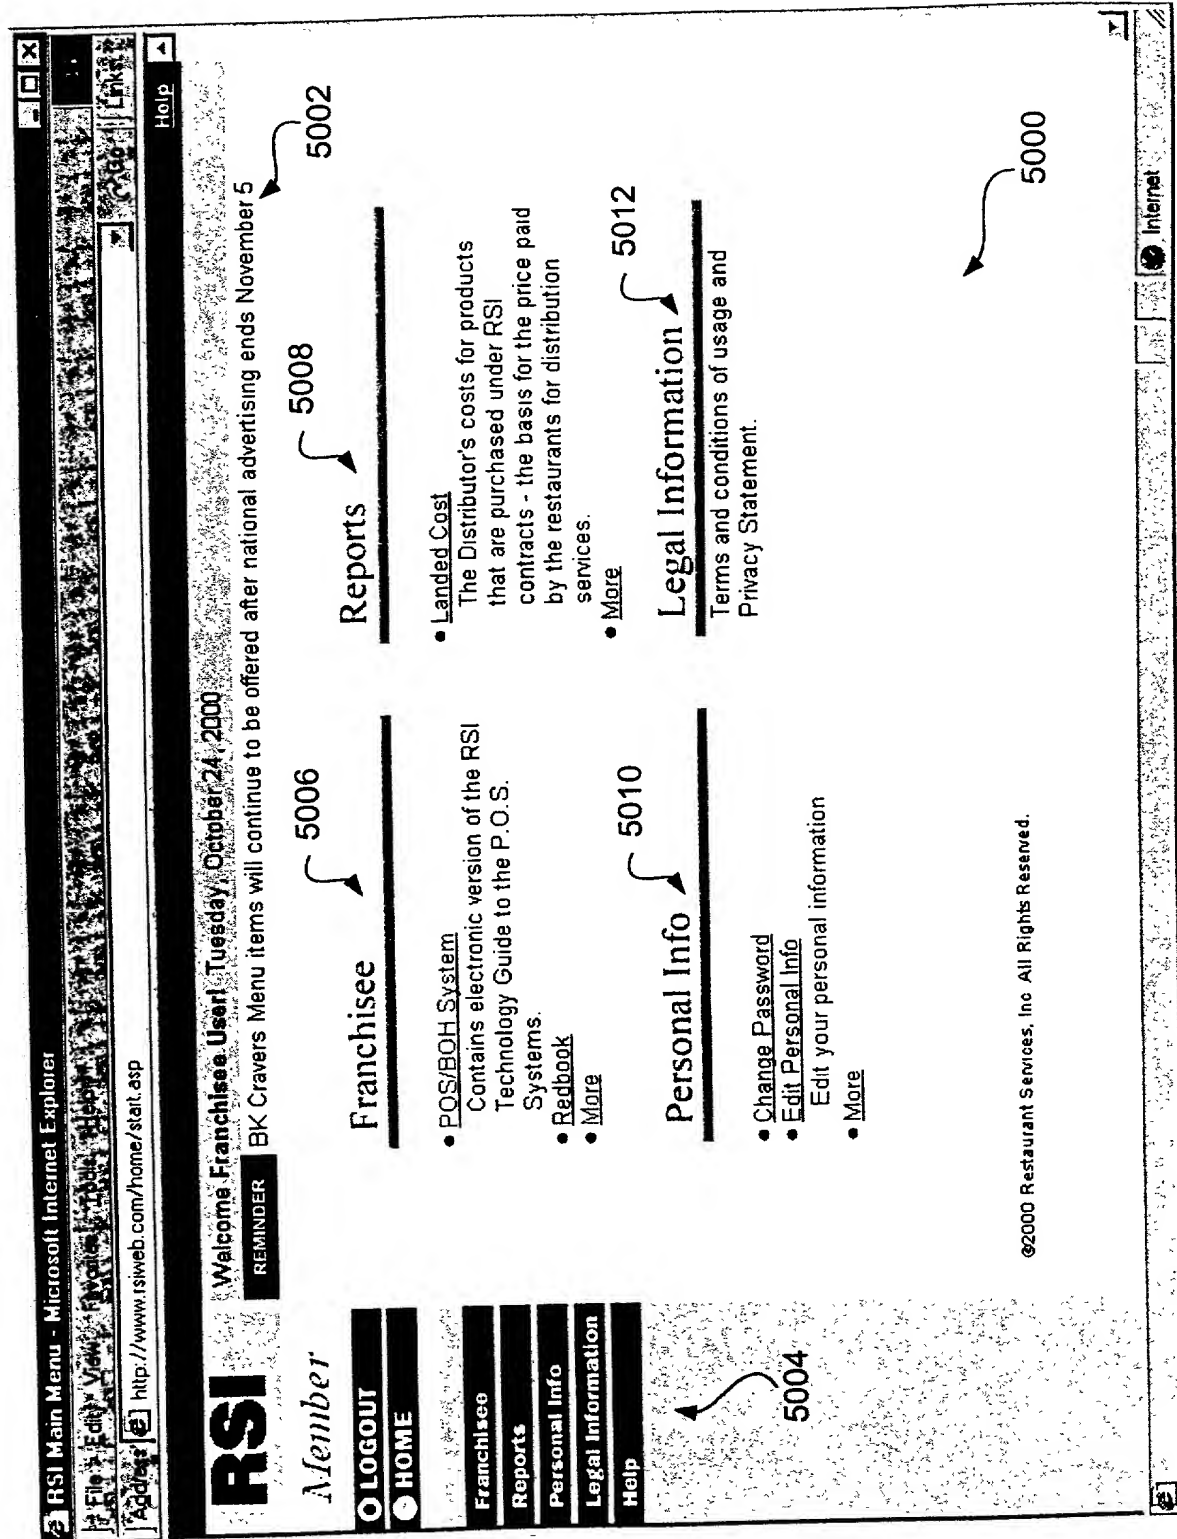 RSI Main Menu - Microsoft Internet Explorer
File Edit View Favorites Tools Help
Address http://www.rsiweb.com/home/start.asp Go Links »
Help
RSI
Welcome Franchisee User! Tuesday, October 24, 2000
REMINDER BK Cravers Menu items will continue to be offered after national advertising ends November 5
5002
Member
LOGOUT
HOME
Franchisee
Reports
Personal Info
Legal Information
Help
5004
Franchisee
5006
• POS/BOH System
Contains electronic version of the RSI
Technology Guide to the P.O.S.
Systems.
• Redbook
• More
Reports
5008
• Landed Cost
The Distributor's costs for products
that are purchased under RSI
contracts - the basis for the price paid
by the restaurants for distribution
services.
• More
Personal Info
5010
• Change Password
• Edit Personal Info
Edit your personal information
• More
Legal Information
5012
Terms and conditions of usage and
Privacy Statement.
5000
©2000 Restaurant Services, Inc All Rights Reserved.
Internet